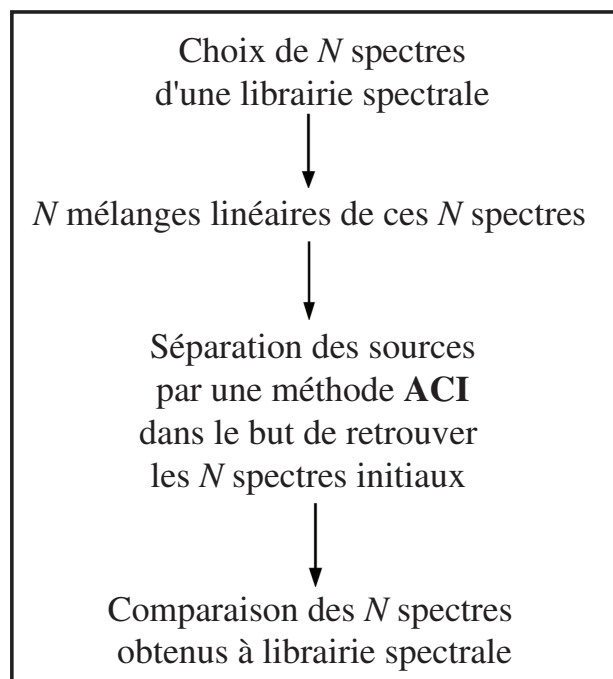 Choix de N spectres
d'une librairie spectrale
N mélanges linéaires de ces N spectres
Séparation des sources
par une méthode ACI
dans le but de retrouver
les N spectres initiaux
Comparaison des N spectres
obtenus à librairie spectrale